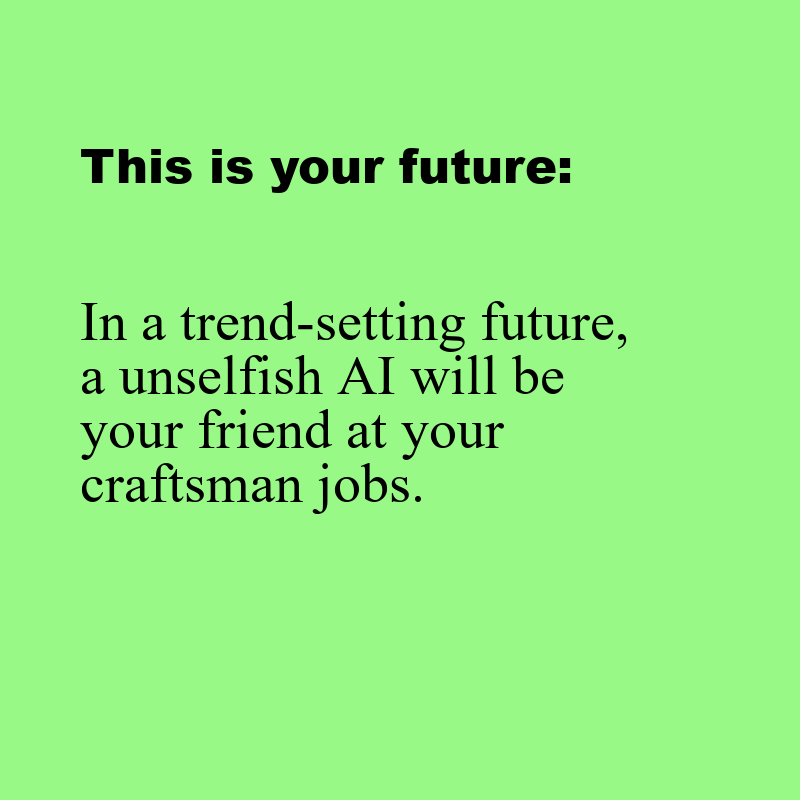 This is your future:
In a trend-setting future,
a unselfish AI will be
your friend at your
craftsman jobs.